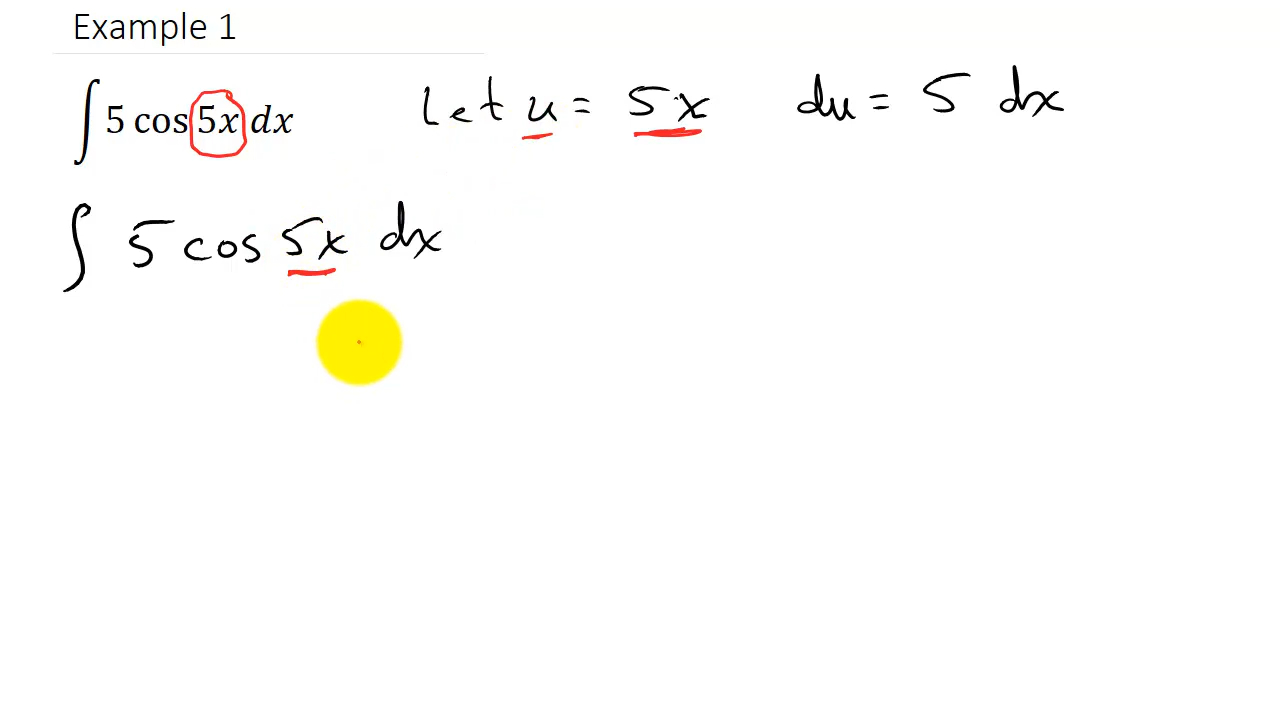 Example 1
∫ 5 cos 5x dx Let u = 5x du = 5 dx
∫ 5 cos 5x dx